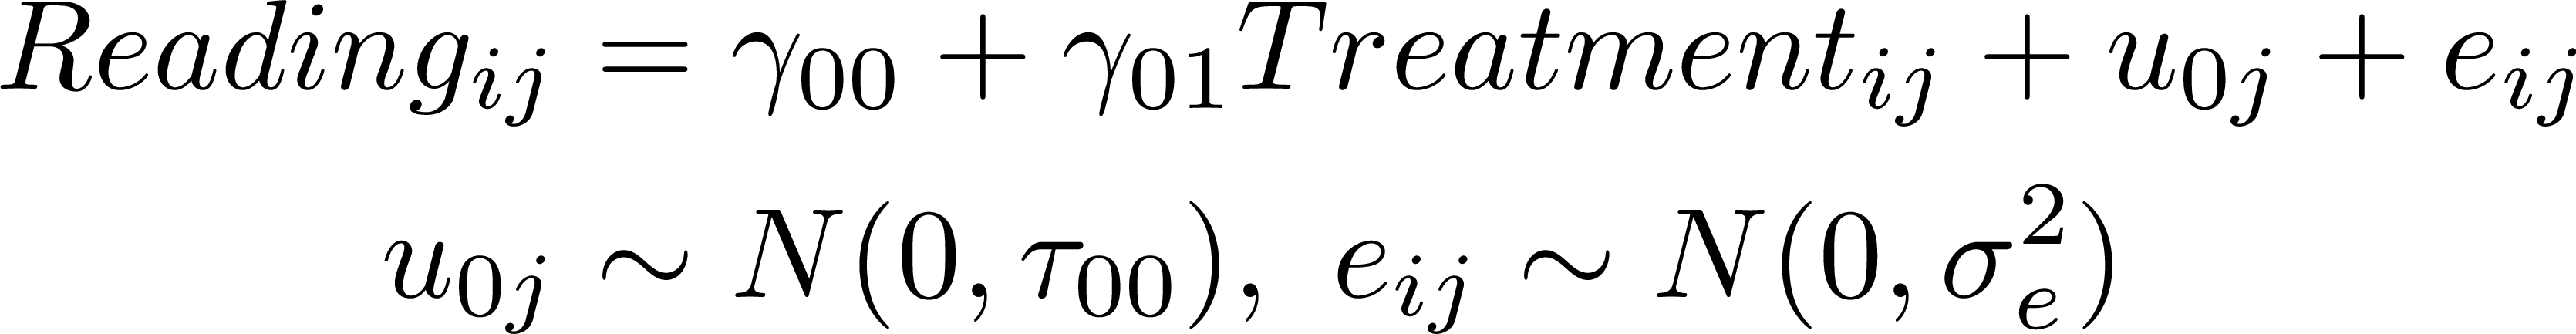 Reading_{ij} = γ_{00} + γ_{01}Treatment_{ij} + u_{0j} + e_{ij}
u_{0j} ∼ N(0, τ_{00}), e_{ij} ∼ N(0, σ_e^2)